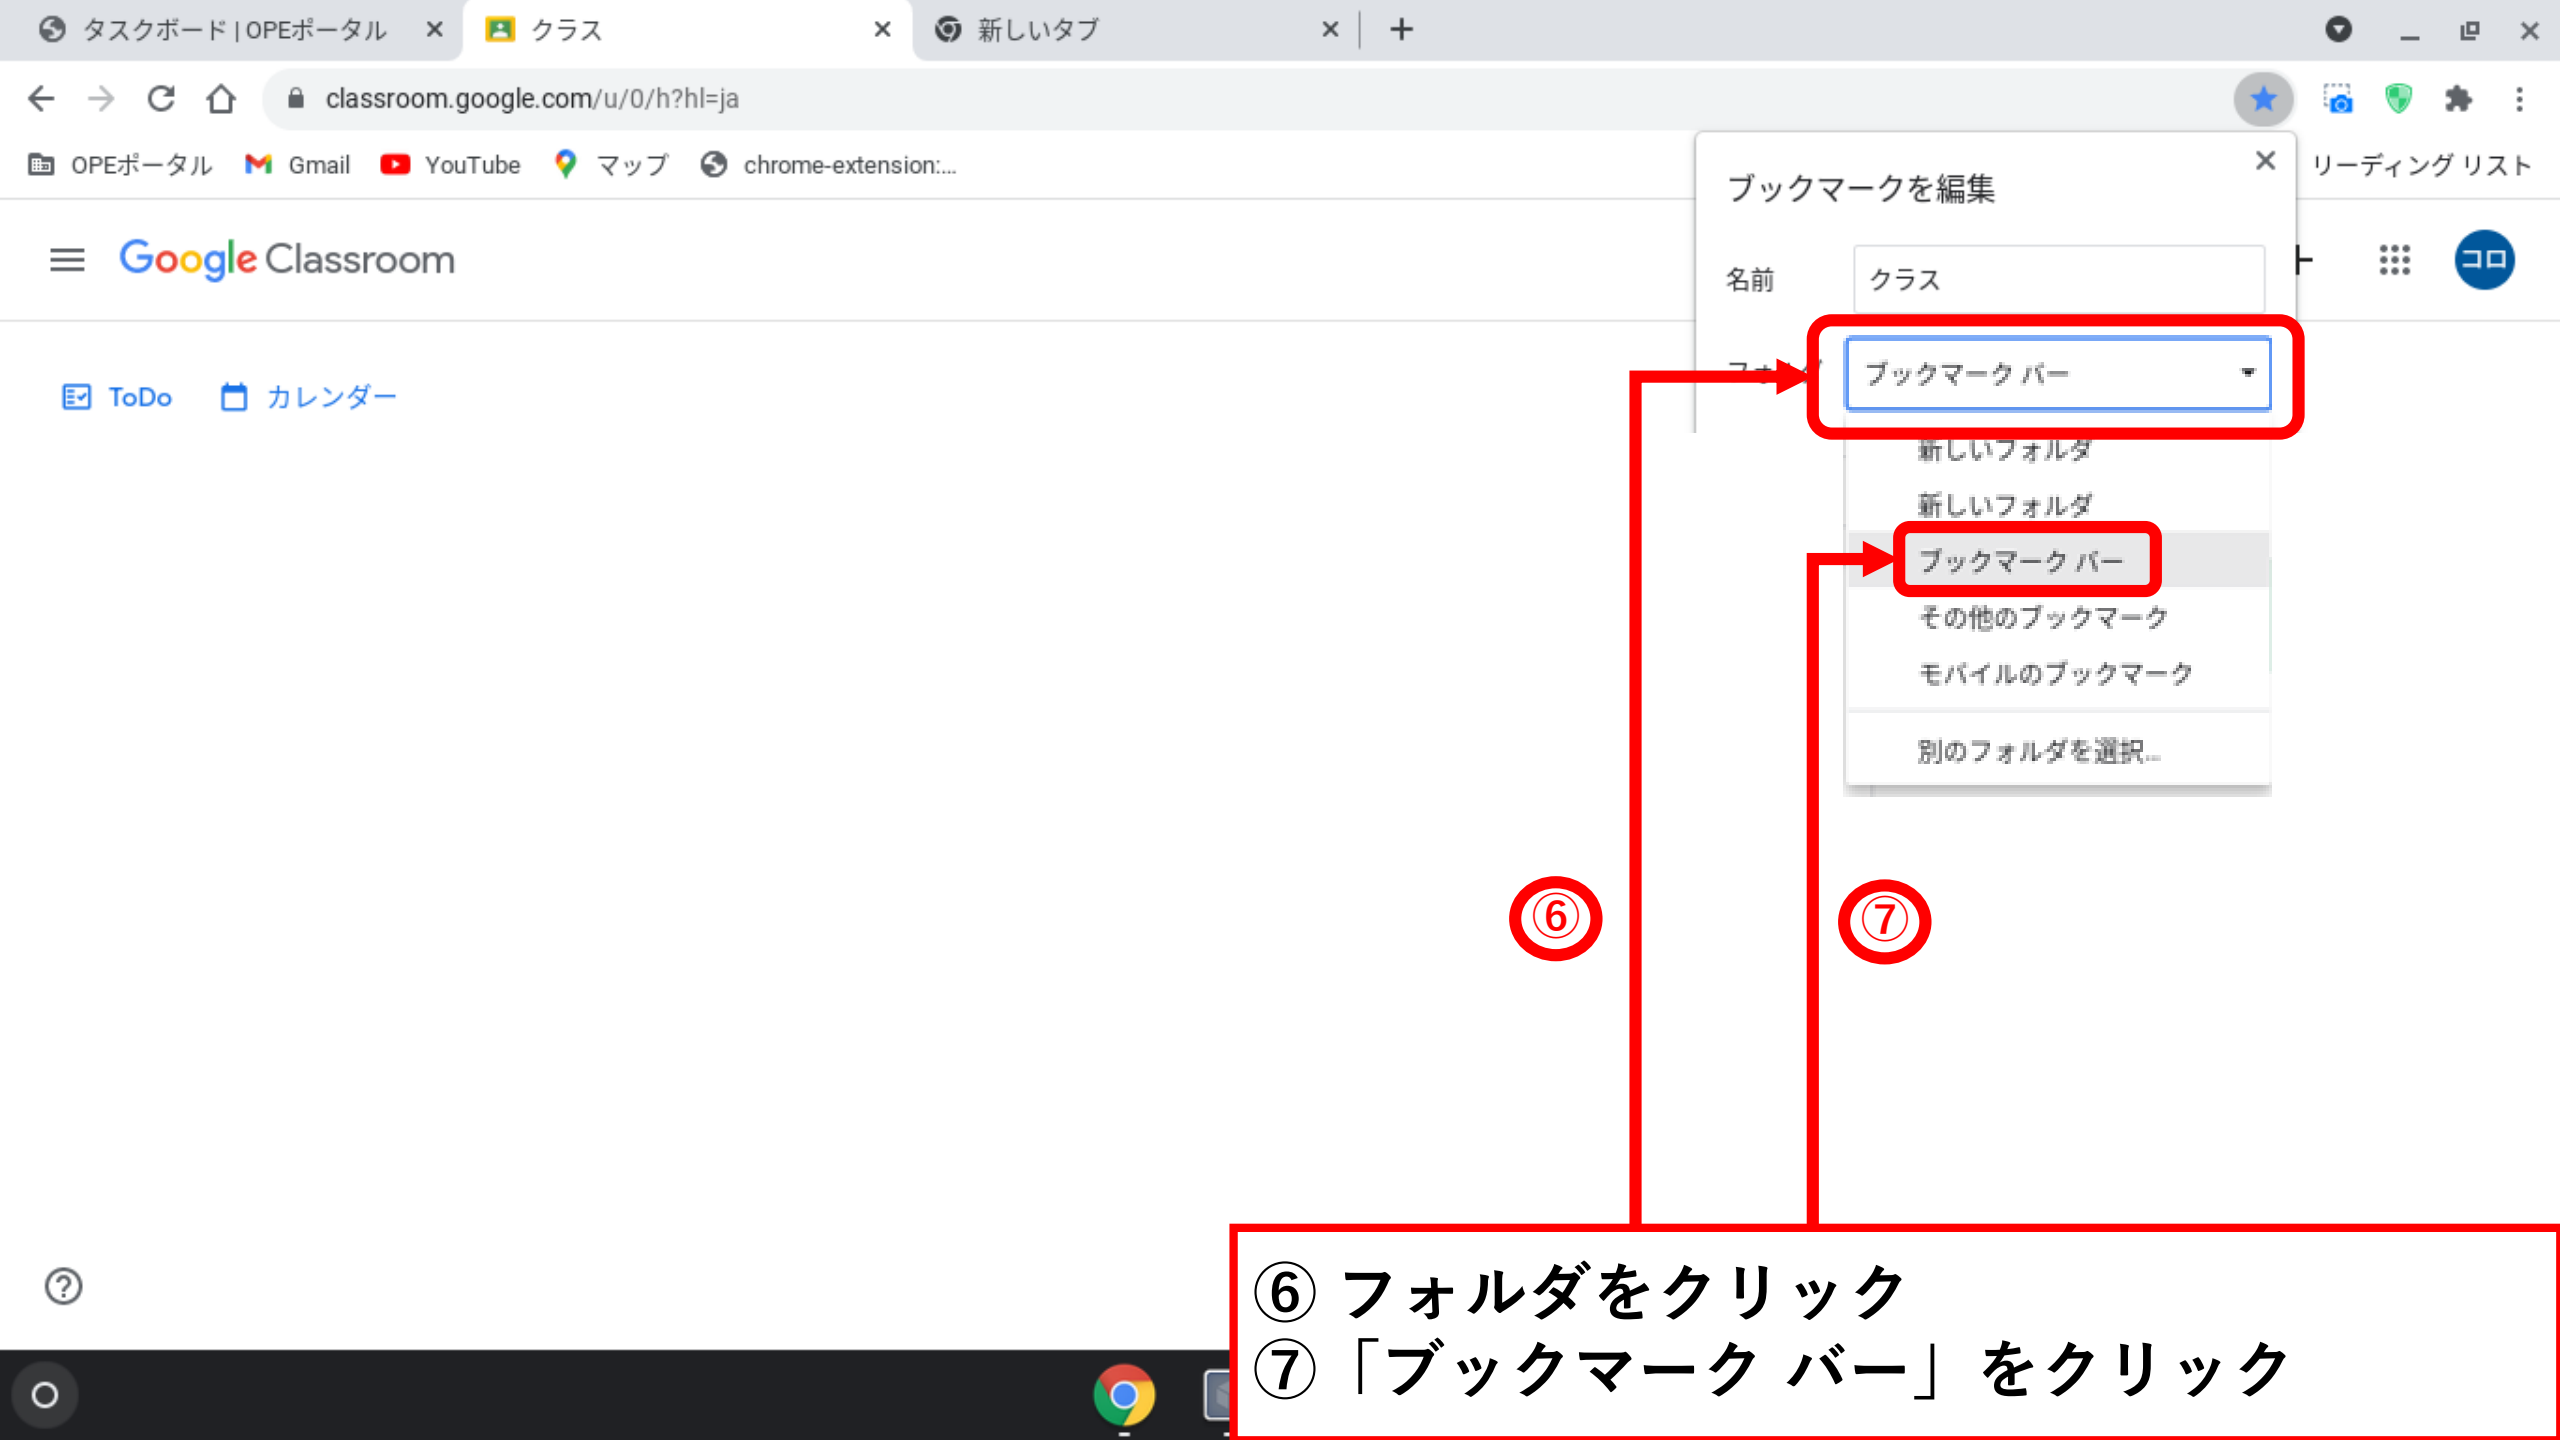 タスクボード | OPEポータル
クラス
新しいタブ
classroom.google.com/u/0/h?hl=ja
OPEポータル
Gmail
YouTube
マップ
chrome-extension:...
リーディング リスト
ブックマークを編集
Google Classroom
コロ
名前
クラス
フォルダ
ブックマーク バー
ToDo
カレンダー
新しいフォルダ
新しいフォルダ
ブックマーク バー
その他のブックマーク
モバイルのブックマーク
別のフォルダを選択...
⑥
⑦
⑥ フォルダをクリック
⑦「ブックマーク バー」をクリック